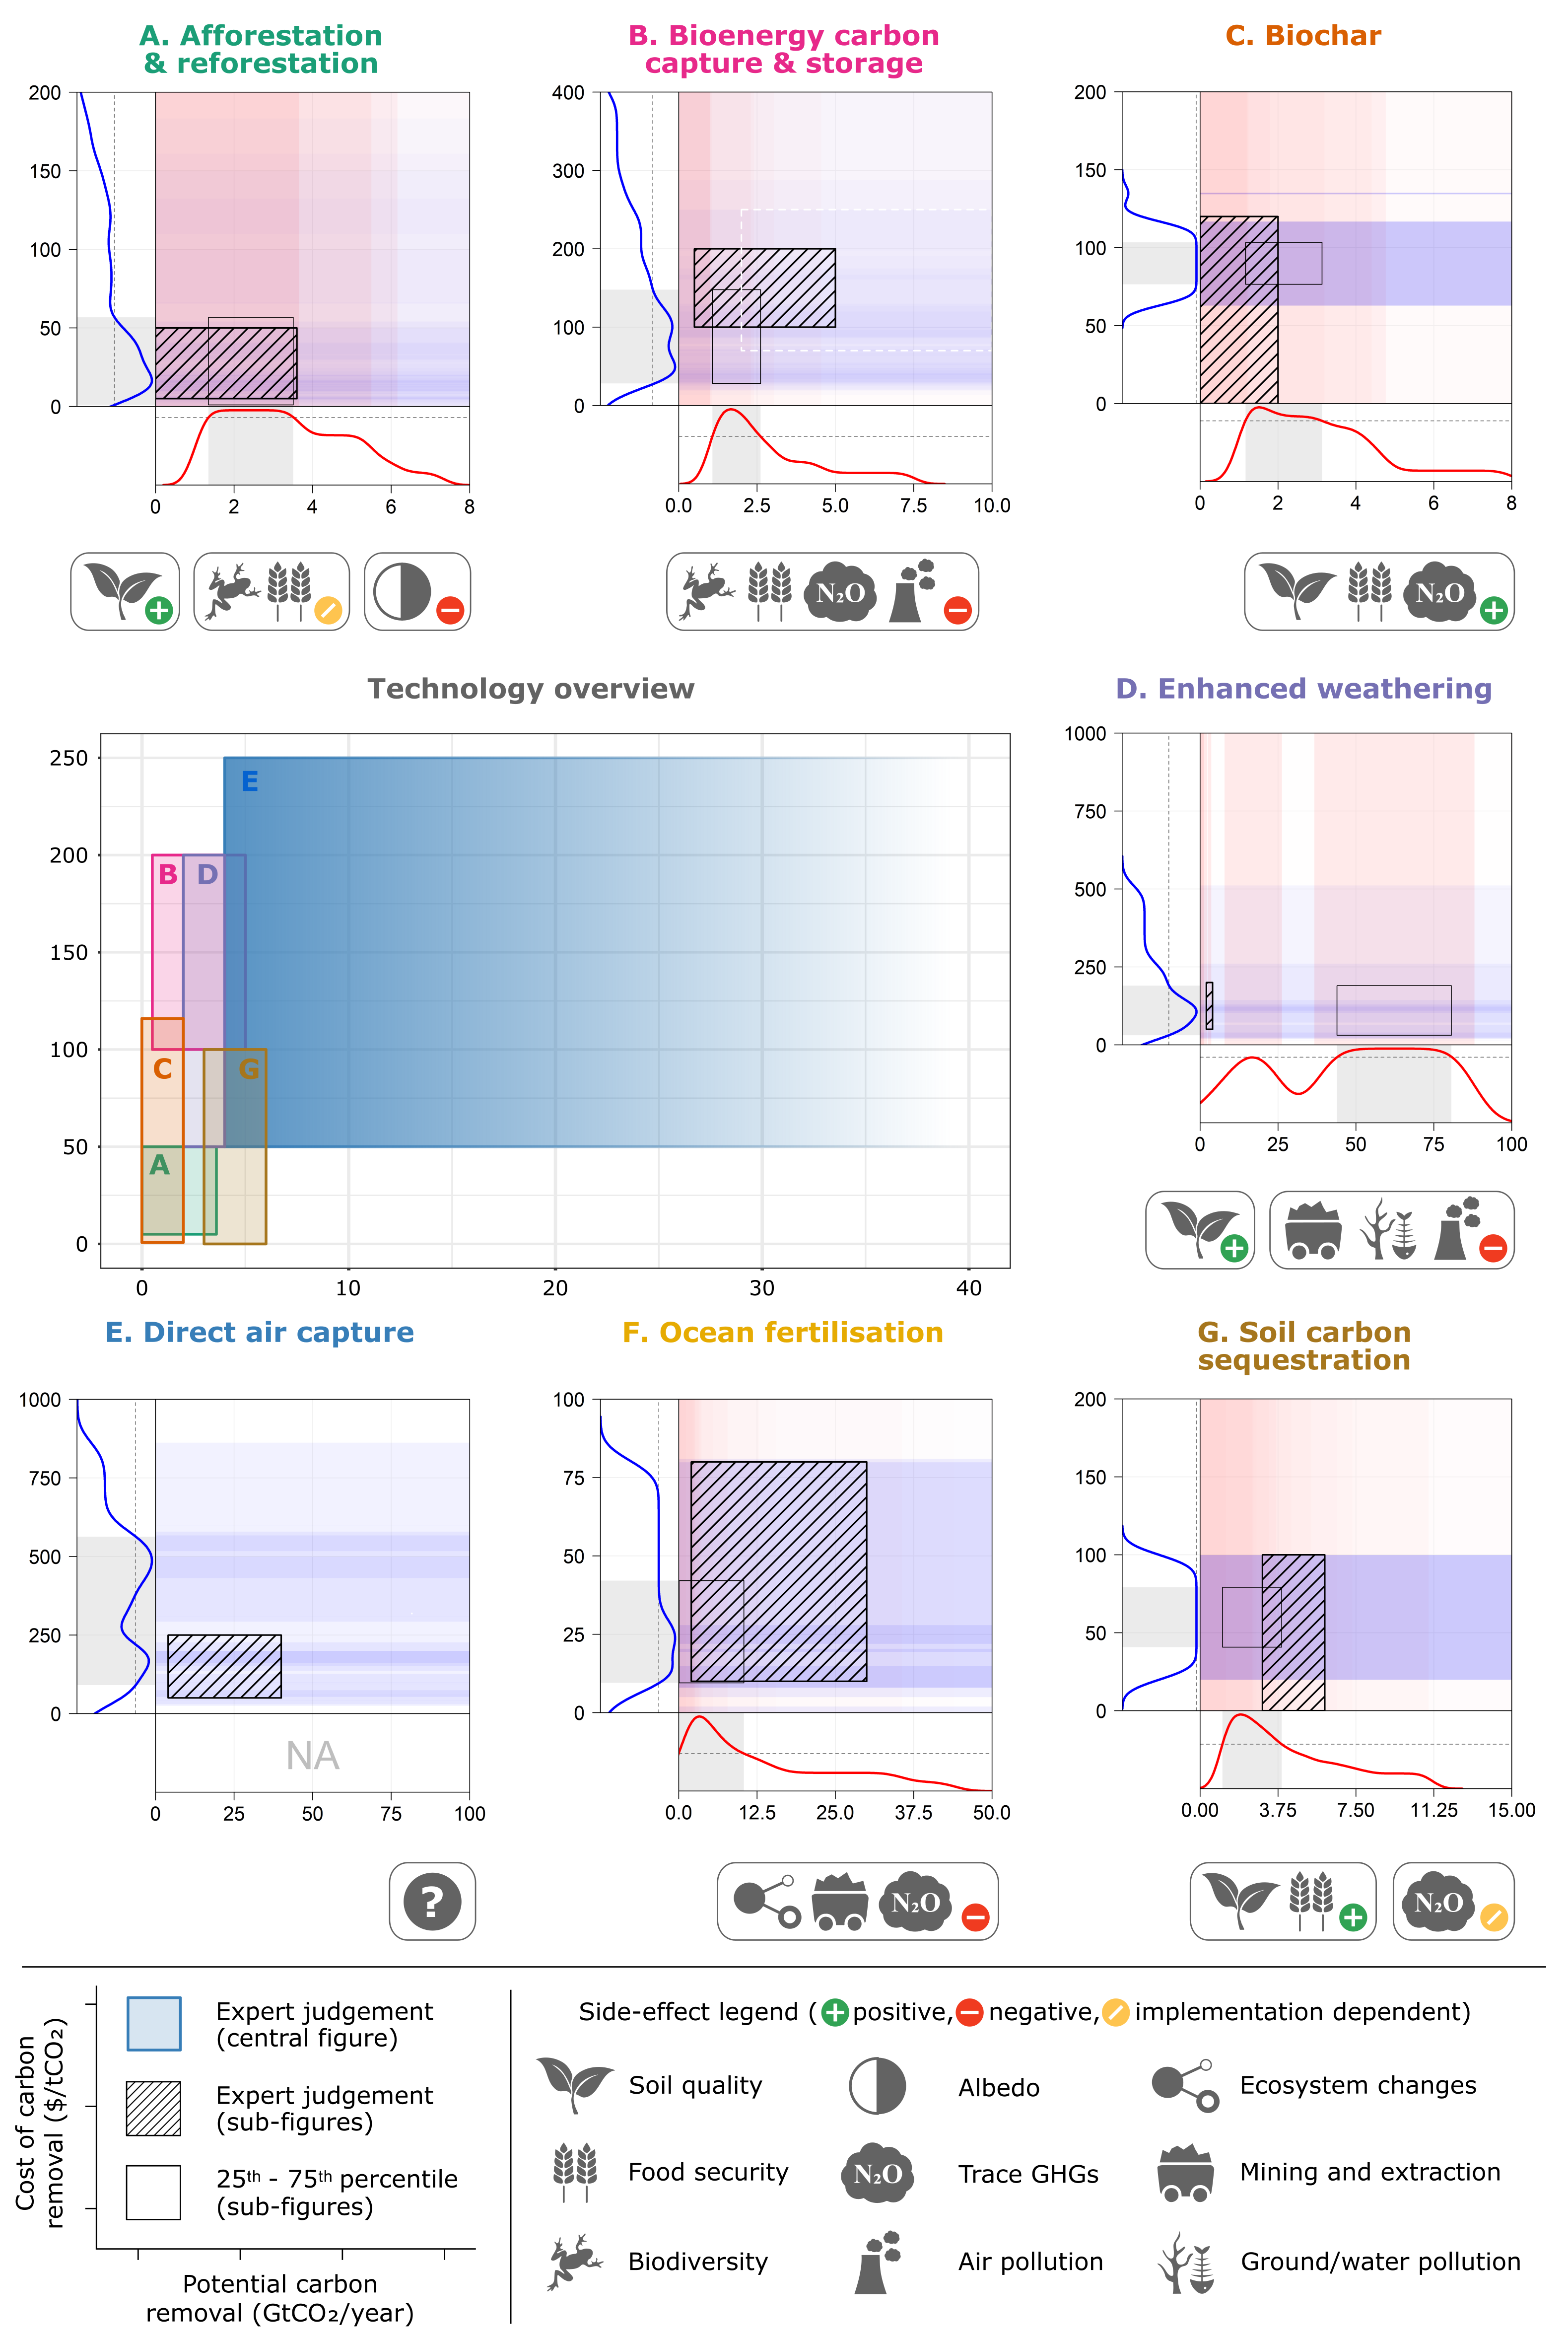 A. Afforestation
& reforestation
B. Bioenergy carbon
capture & storage
C. Biochar
200
150
100
50
0
0 2 4 6 8
400
300
200
100
0
0.0 2.5 5.0 7.5 10.0
200
150
100
50
0
0 2 4 6 8
N₂O
N₂O
Technology overview
250
200
150
100
50
0
E
B D
C G
A
0 10 20 30 40
D. Enhanced weathering
1000
750
500
250
0
0 25 50 75 100
E. Direct air capture
1000
750
500
250
0
NA
0 25 50 75 100
?
F. Ocean fertilisation
100
75
50
25
0
0.0 12.5 25.0 37.5 50.0
N₂O
G. Soil carbon
sequestration
200
150
100
50
0
0.00 3.75 7.50 11.25 15.00
N₂O
Cost of carbon
removal ($/tCO₂)
Expert judgement
(central figure)
Expert judgement
(sub-figures)
25th - 75th percentile
(sub-figures)
Potential carbon
removal (GtCO₂/year)
Side-effect legend ( + positive, − negative, implementation dependent)
Soil quality
Albedo
Ecosystem changes
Food security
N₂O
Trace GHGs
Mining and extraction
Biodiversity
Air pollution
Ground/water pollution